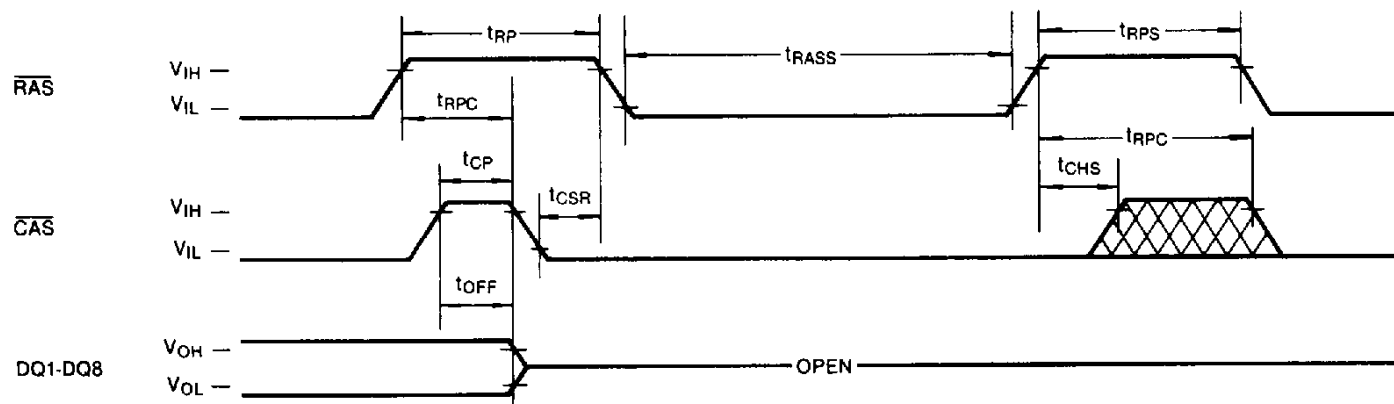 tRP
tRASS
tRPS
RAS
VIH
VIL
tRPC
tRPC
tCP
tCHS
tCSR
CAS
VIH
VIL
tOFF
DQ1-DQ8
VOH
VOL
OPEN